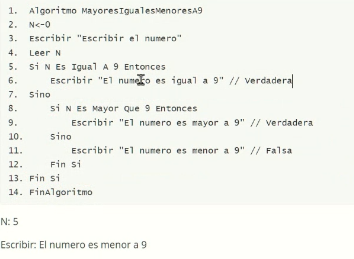 1. Algoritmo MayoresIgualesMenoresA9
2. N<-0
3. Escribir "Escribir el numero"
4. Leer N
5. Si N Es Igual A 9 Entonces
6. Escribir "El numero es igual a 9" // Verdadera
7. Sino
8. Si N Es Mayor Que 9 Entonces
9. Escribir "El numero es mayor a 9" // Verdadera
10. Sino
11. Escribir "El numero es menor a 9" // Falsa
12. Fin Si
13. Fin Si
14. FinAlgoritmo
N: 5
Escribir: El numero es menor a 9